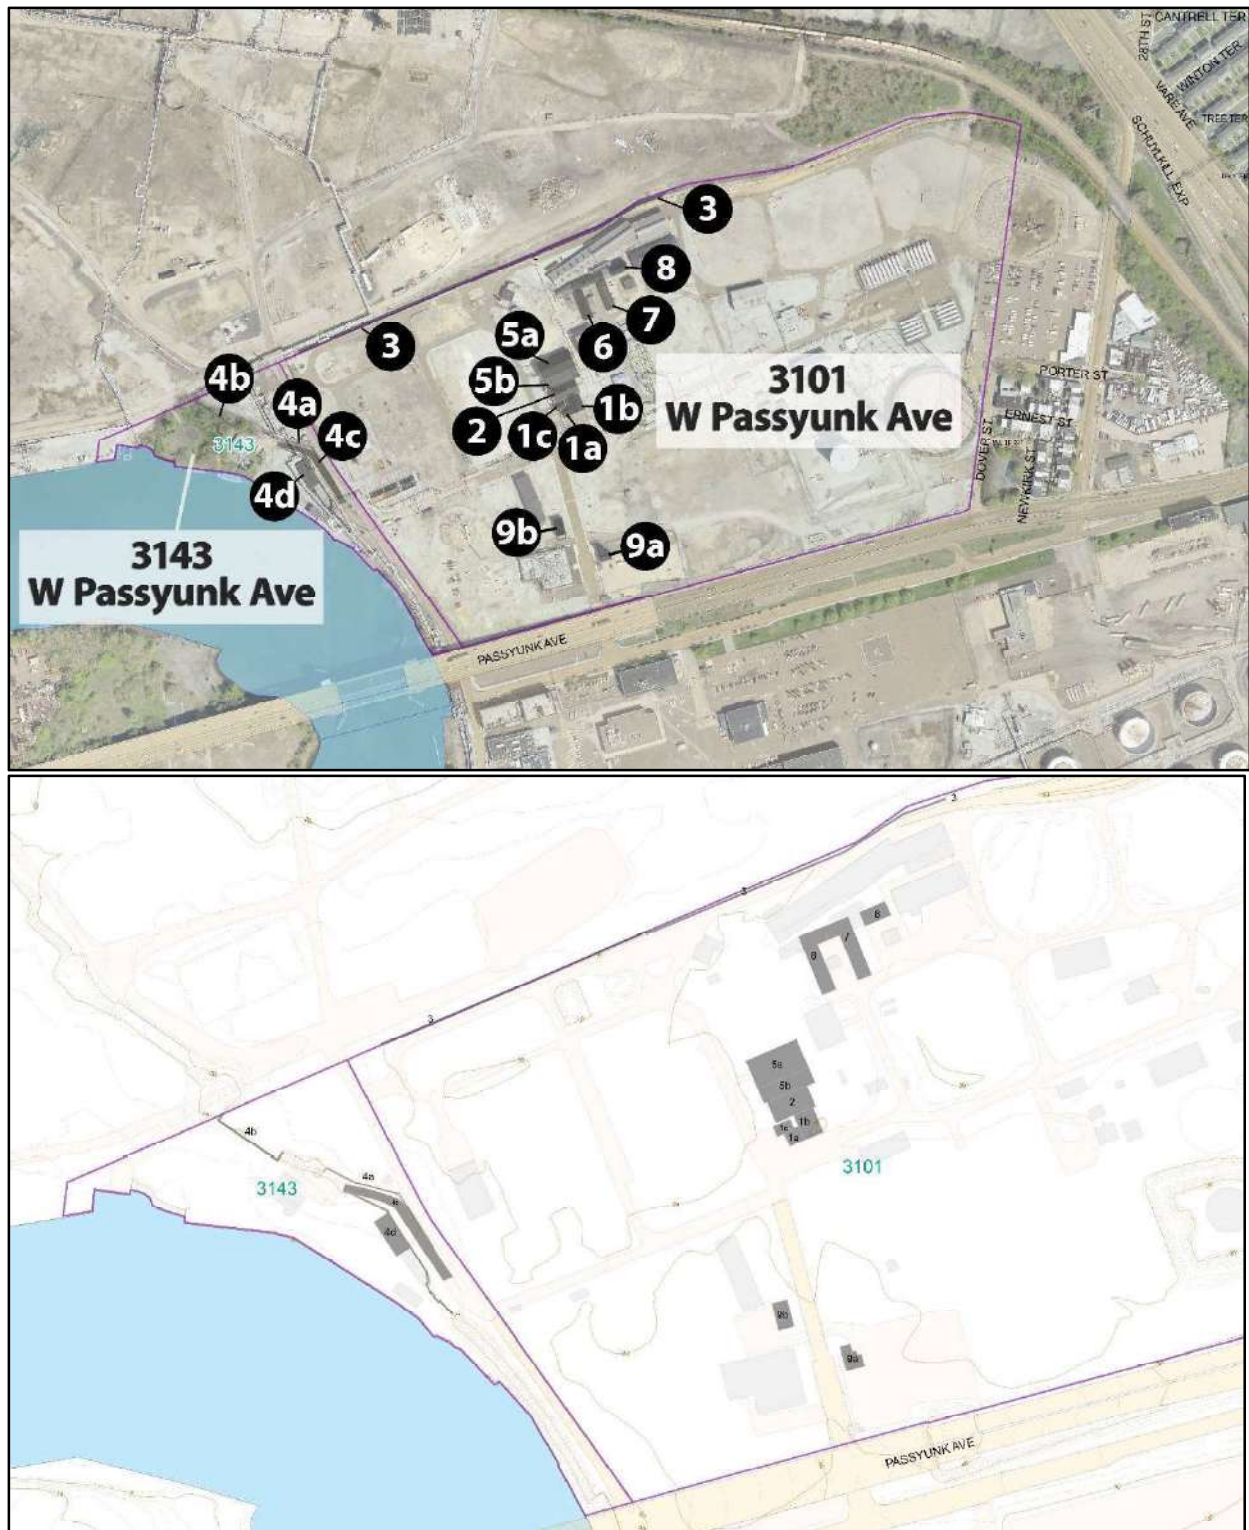 28TH ST
CANTRELL TER
WINTON TER
VARE AVE
TREE TER
SCHUYLKILL EXP
3
8
7
6
3
5a
5b
4b
4a
4c
2
1c
1a
1b
3101
W Passyunk Ave
PORTER ST
ERNEST ST
DOVER ST
NEWKIRK ST
3143
4d
9b
9a
3143
W Passyunk Ave
PASSYUNK AVE
3
3
8
7
6
3
5a
5b
2
1b
1c
1a
4b
4a
3143
4d
3101
9b
9a
PASSYUNK AVE